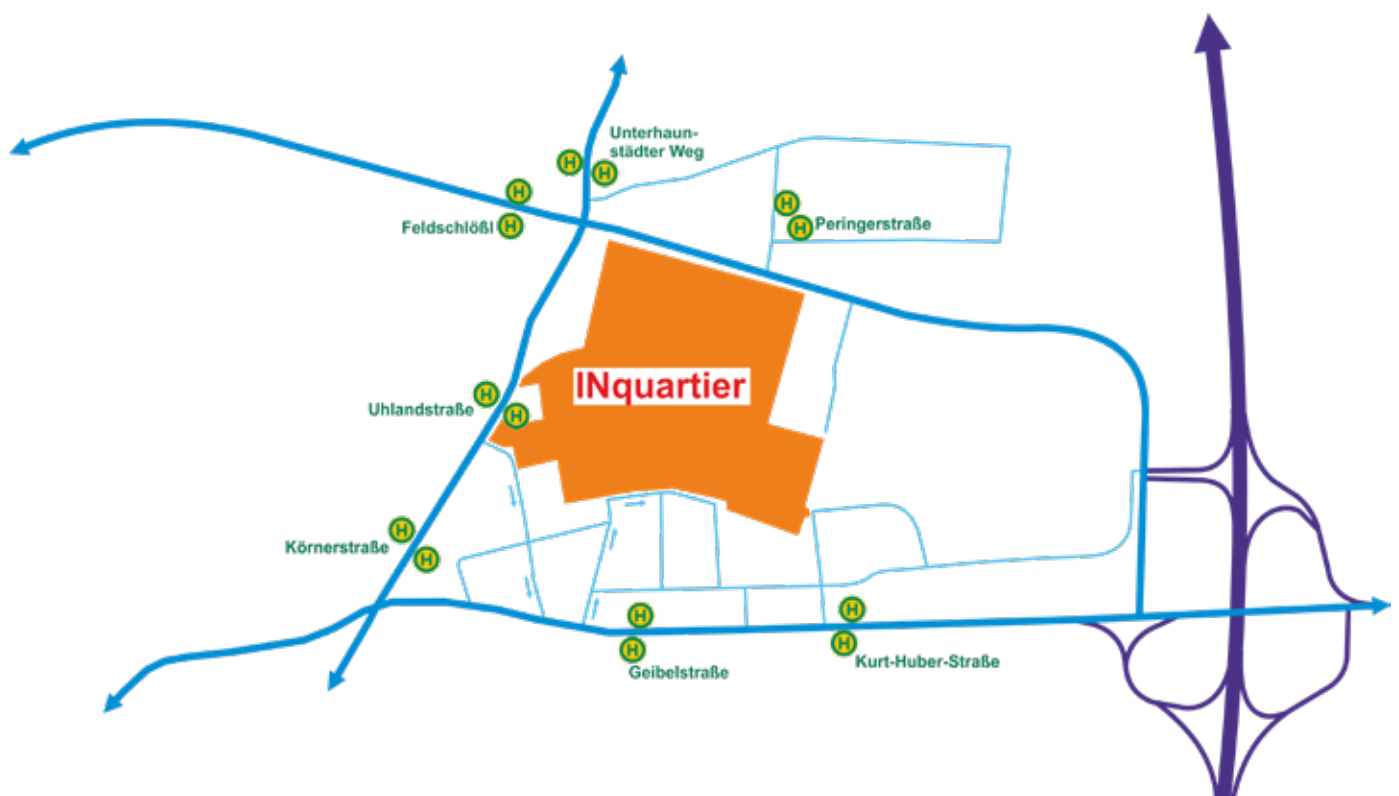 Unterhaun-
städter Weg
H
H
H
H
Feldschlößl
H
H
Peringerstraße
INquartier
H
H
Uhlandstraße
H
H
Körnerstraße
H
H
Geibelstraße
H
H
Kurt-Huber-Straße